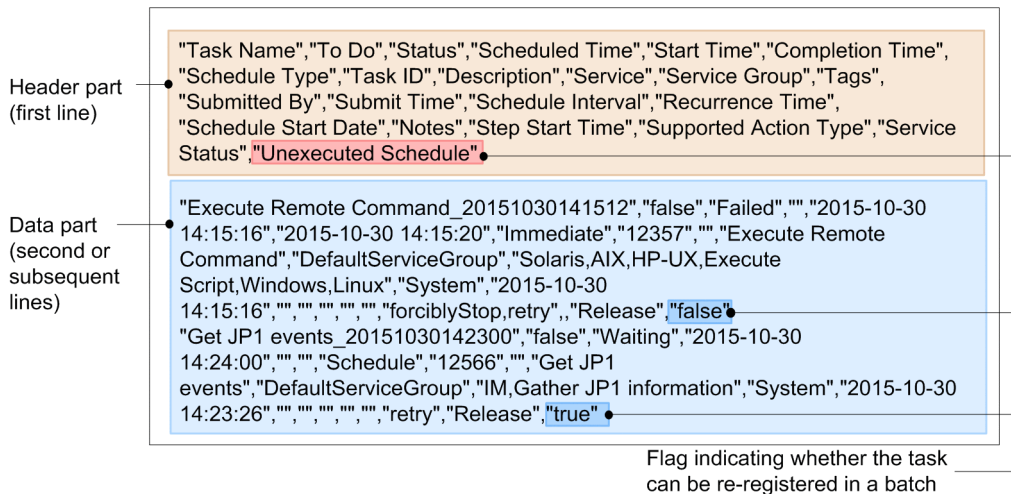 "Task Name","To Do","Status","Scheduled Time","Start Time","Completion Time",
"Schedule Type","Task ID","Description","Service","Service Group","Tags",
"Submitted By","Submit Time","Schedule Interval","Recurrence Time",
"Schedule Start Date","Notes","Step Start Time","Supported Action Type","Service
Status","Unexecuted Schedule"
Header part
(first line)
"Execute Remote Command_20151030141512","false","Failed","","2015-10-30
14:15:16","2015-10-30 14:15:20","Immediate","12357","","Execute Remote
Command","DefaultServiceGroup","Solaris,AIX,HP-UX,Execute
Script,Windows,Linux","System","2015-10-30
14:15:16","","","","","","","forciblyStop,retry",,"Release","false"
"Get JP1 events_20151030142300","false","Waiting","2015-10-30
14:24:00","","","Schedule","12566","","Get JP1
events","DefaultServiceGroup","IM,Gather JP1 information","System","2015-10-30
14:23:26","","","","","","","retry","Release","true"
Data part
(second or
subsequent
lines)
Flag indicating whether the task
can be re-registered in a batch